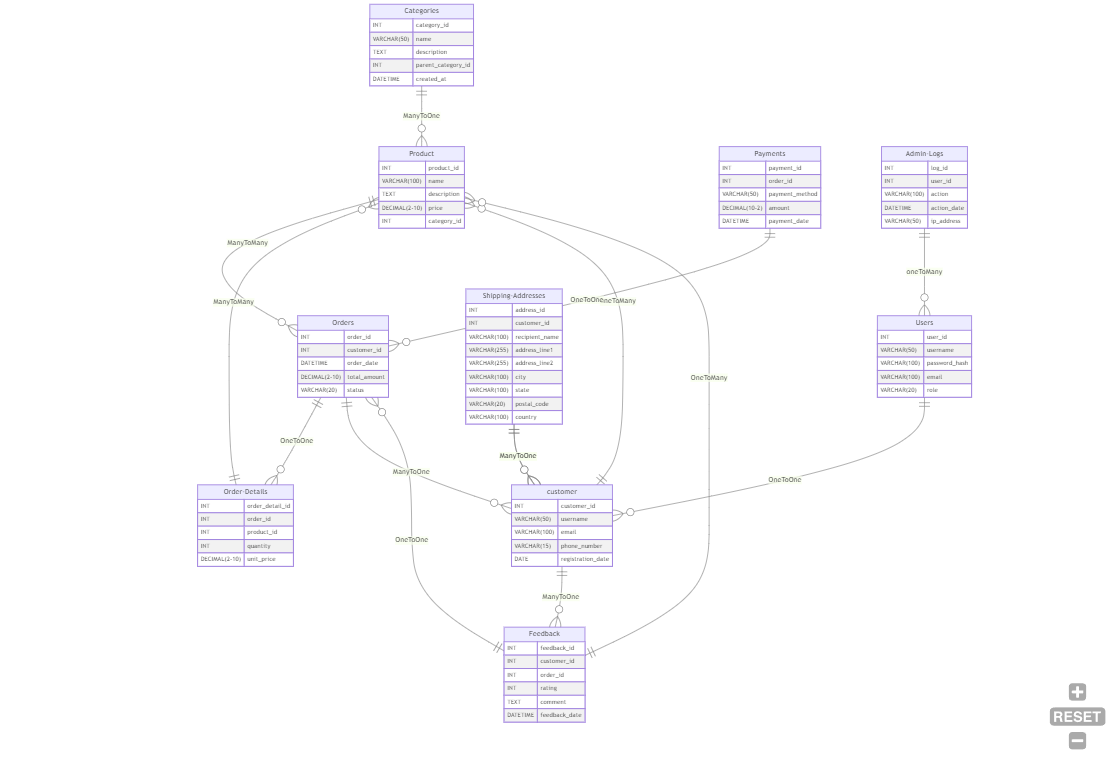 Categories
INT category_id
VARCHAR(50) name
TEXT description
INT parent_category_id
DATETIME created_at
ManyToOne
Product
INT product_id
VARCHAR(100) name
TEXT description
DECIMAL(2-10) price
INT category_id
Payments
INT payment_id
INT order_id
VARCHAR(50) payment_method
DECIMAL(10-2) amount
DATETIME payment_date
Admin-Logs
INT log_id
INT user_id
VARCHAR(100) action
DATETIME action_date
VARCHAR(50) ip_address
ManyToMany
oneToMany
ManyToMany
OneToOne
oneToMany
Shipping-Addresses
INT address_id
INT customer_id
VARCHAR(100) recipient_name
VARCHAR(255) address_line1
VARCHAR(255) address_line2
VARCHAR(100) city
VARCHAR(100) state
VARCHAR(20) postal_code
VARCHAR(100) country
Orders
INT order_id
INT customer_id
DATETIME order_date
DECIMAL(2-10) total_amount
VARCHAR(20) status
Users
INT user_id
VARCHAR(50) username
VARCHAR(100) password_hash
VARCHAR(100) email
VARCHAR(20) role
OneToMany
OneToOne
ManyToOne
ManyToOne
OneToOne
Order-Details
INT order_detail_id
INT order_id
INT product_id
INT quantity
DECIMAL(2-10) unit_price
customer
INT customer_id
VARCHAR(50) username
VARCHAR(100) email
VARCHAR(15) phone_number
DATE registration_date
OneToOne
ManyToOne
Feedback
INT feedback_id
INT customer_id
INT order_id
INT rating
TEXT comment
DATETIME feedback_date
RESET